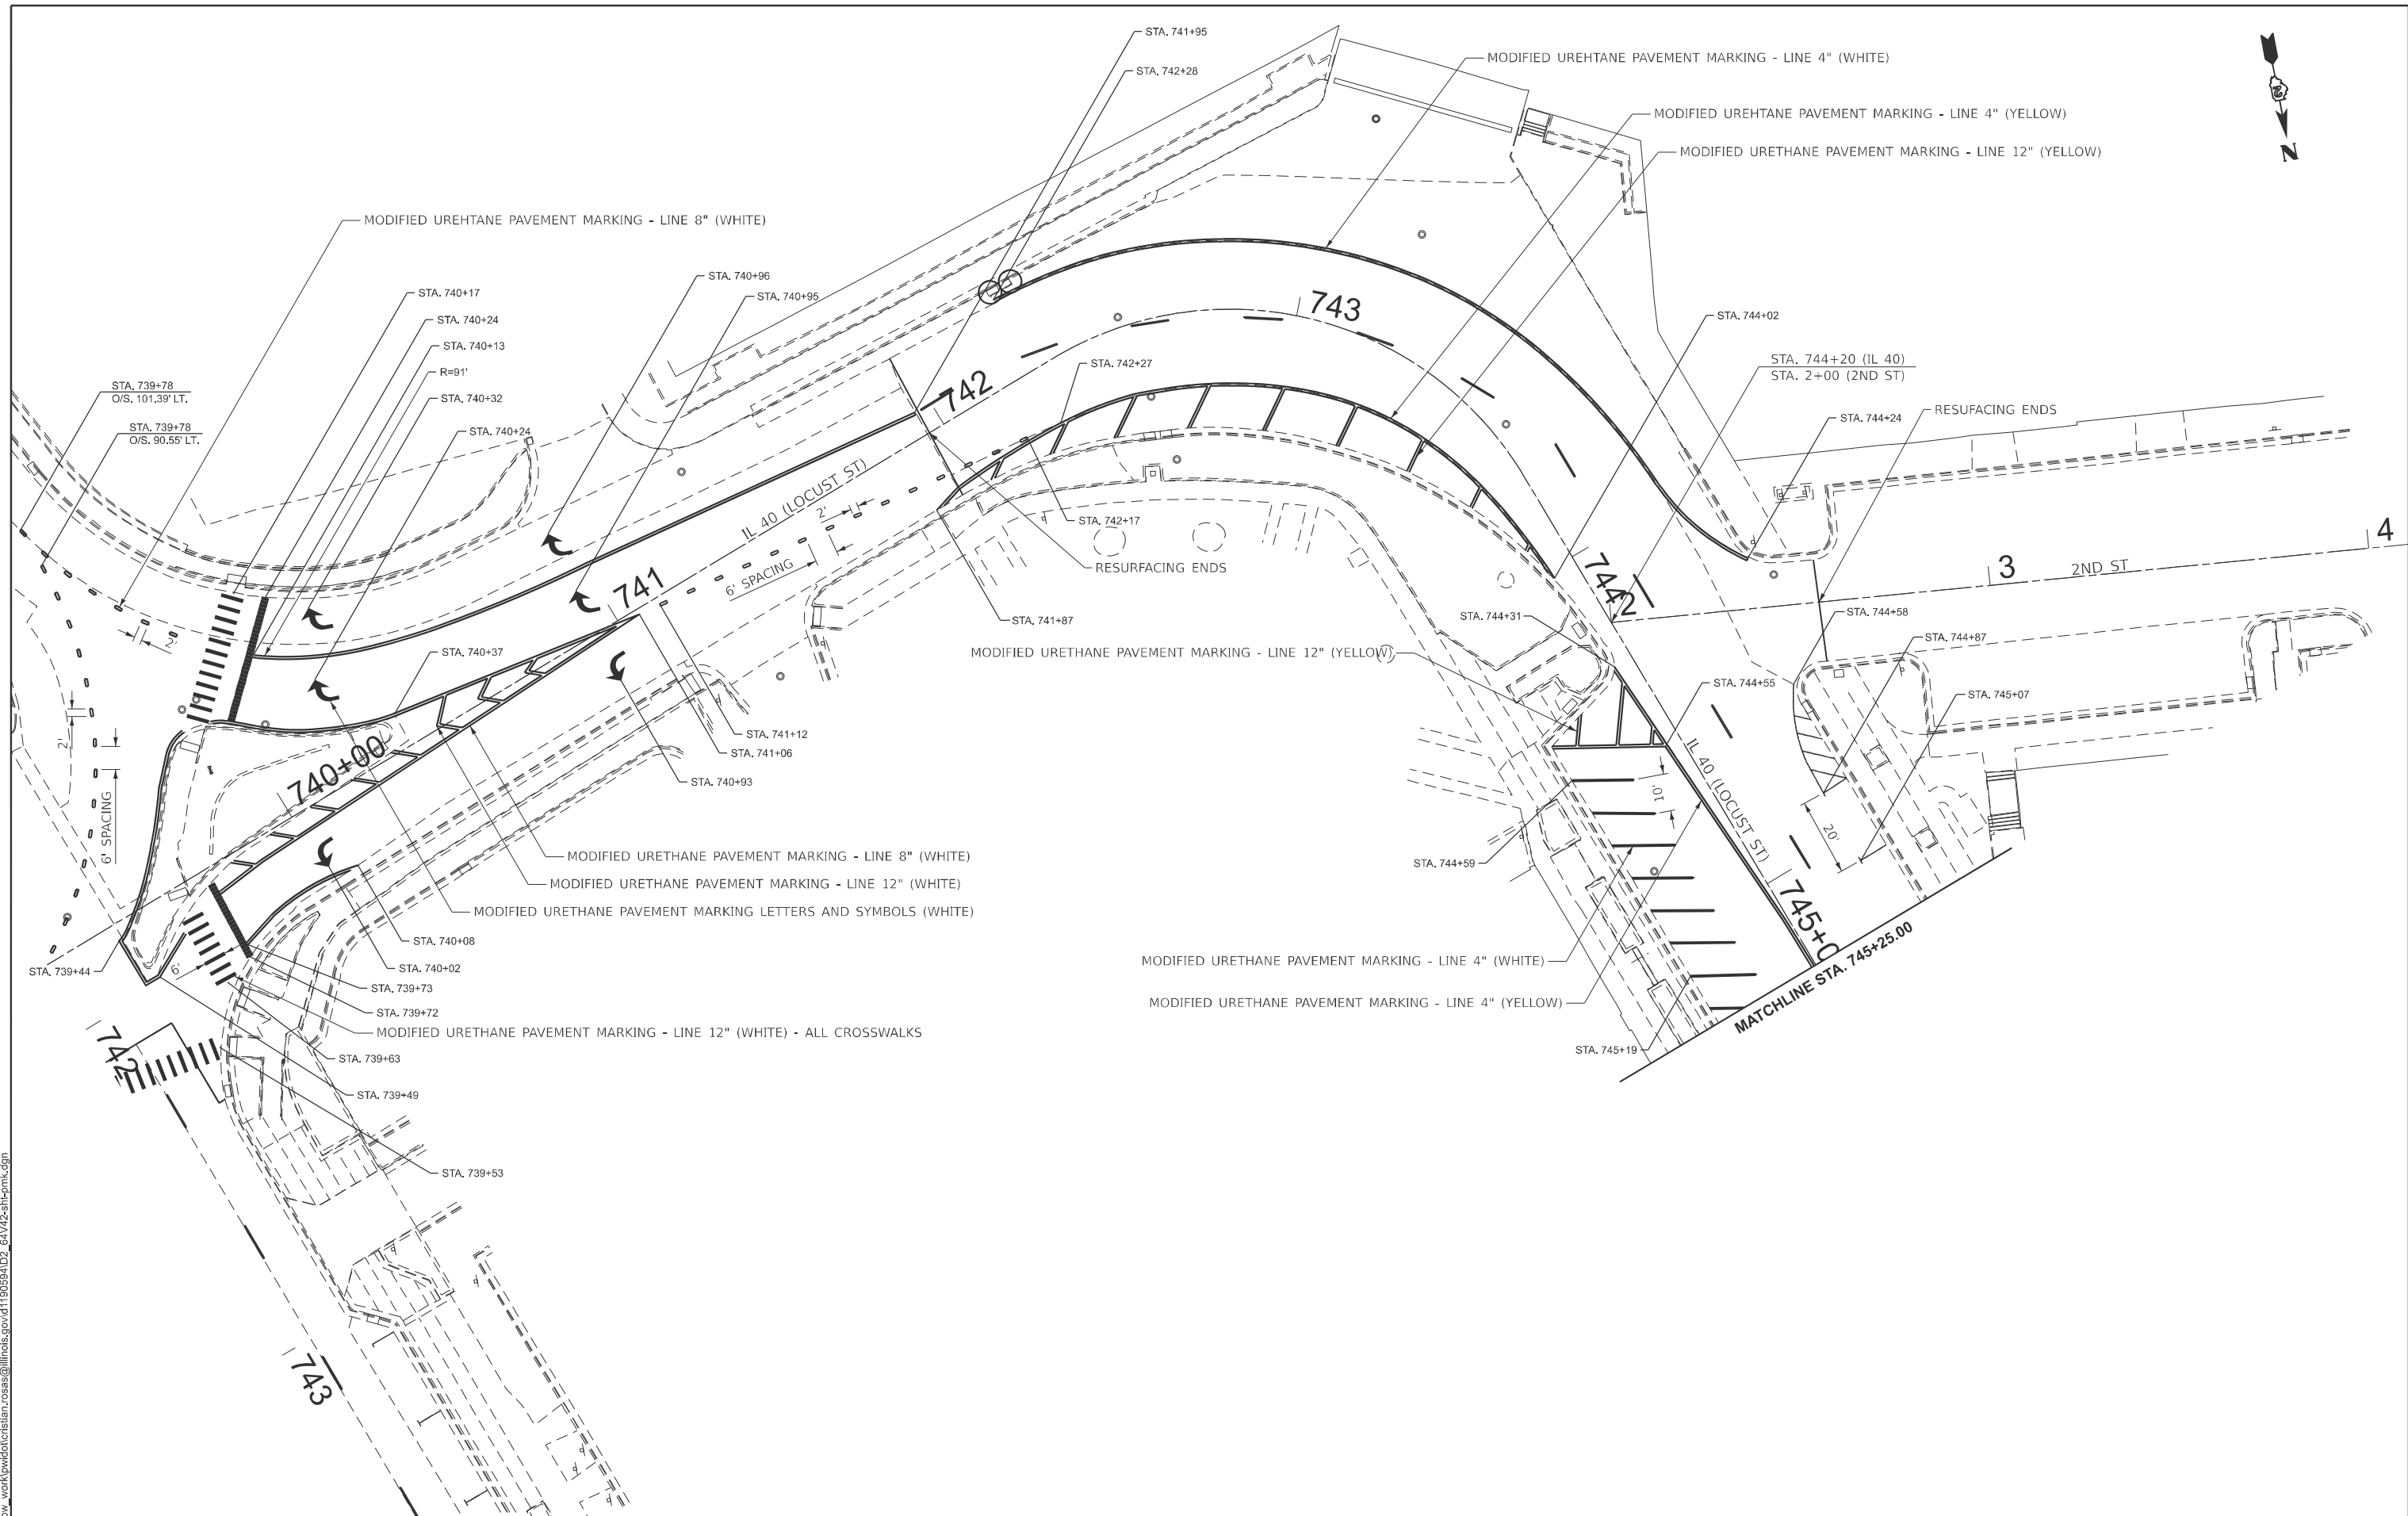 STA. 741+95
STA. 742+28
MODIFIED UREHTANE PAVEMENT MARKING - LINE 4" (WHITE)
MODIFIED UREHTANE PAVEMENT MARKING - LINE 4" (YELLOW)
MODIFIED URETHANE PAVEMENT MARKING - LINE 12" (YELLOW)
N
MODIFIED UREHTANE PAVEMENT MARKING - LINE 8" (WHITE)
STA. 740+96
STA. 740+95
STA. 740+17
STA. 740+24
STA. 740+13
R=91'
STA. 740+32
STA. 740+24
STA. 739+78
O/S. 101.39' LT.
STA. 739+78
O/S. 90.55' LT.
743
742
STA. 742+27
STA. 744+02
STA. 744+20 (IL 40)
STA. 2+00 (2ND ST)
RESUFACING ENDS
STA. 744+24
IL 40 (LOCUST ST)
2'
6' SPACING
STA. 742+17
RESURFACING ENDS
741
STA. 741+87
744
2
3
2ND ST
4
STA. 744+31
STA. 744+58
STA. 744+87
MODIFIED URETHANE PAVEMENT MARKING - LINE 12" (YELLOW)
STA. 744+55
STA. 745+07
2'
STA. 740+37
STA. 741+12
STA. 741+06
STA. 740+93
740+00
2'
6' SPACING
10'
IL 40 (LOCUST ST)
20'
STA. 744+59
MODIFIED URETHANE PAVEMENT MARKING - LINE 8" (WHITE)
MODIFIED URETHANE PAVEMENT MARKING - LINE 12" (WHITE)
MODIFIED URETHANE PAVEMENT MARKING LETTERS AND SYMBOLS (WHITE)
745+0
STA. 740+08
STA. 740+02
STA. 739+44
6'
STA. 739+73
STA. 739+72
MODIFIED URETHANE PAVEMENT MARKING - LINE 12" (WHITE) - ALL CROSSWALKS
MODIFIED URETHANE PAVEMENT MARKING - LINE 4" (WHITE)
MODIFIED URETHANE PAVEMENT MARKING - LINE 4" (YELLOW)
MATCHLINE STA. 745+25.00
STA. 745+19
742
STA. 739+63
STA. 739+49
STA. 739+53
743